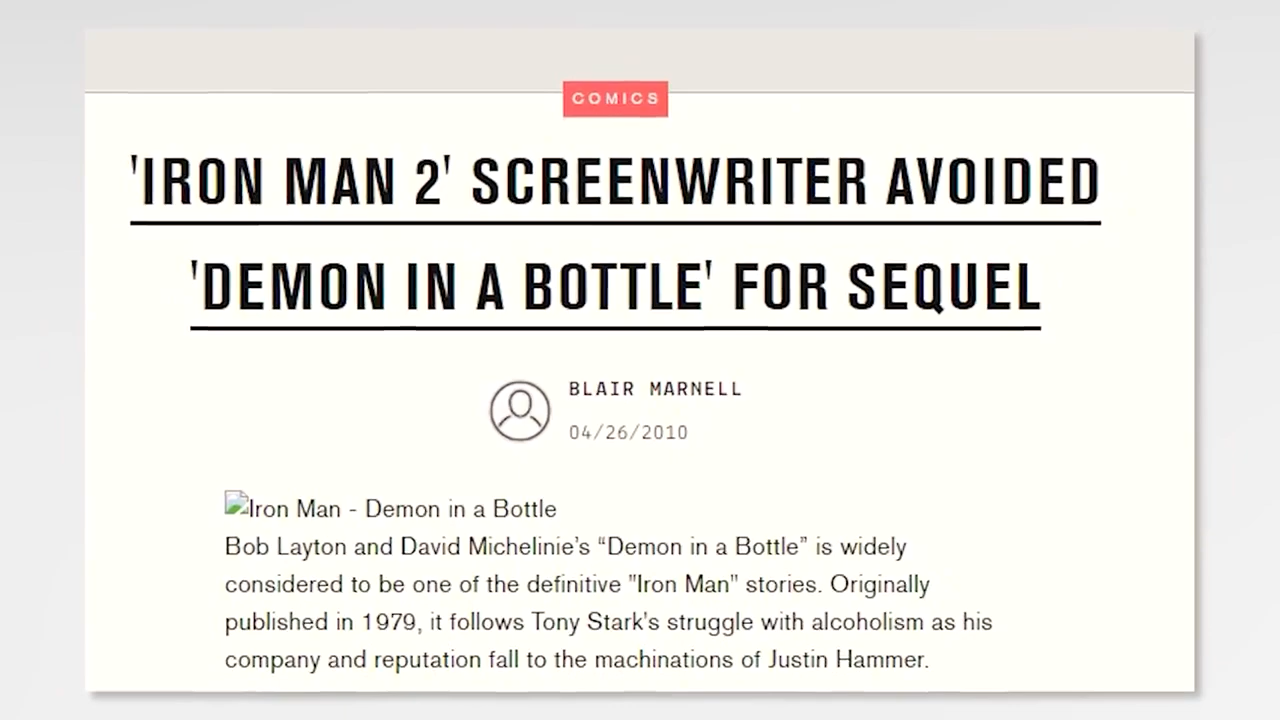 COMICS
'IRON MAN 2' SCREENWRITER AVOIDED
'DEMON IN A BOTTLE' FOR SEQUEL
BLAIR MARNELL
04/26/2010
Iron Man - Demon in a Bottle
Bob Layton and David Michelinie’s “Demon in a Bottle” is widely
considered to be one of the definitive "Iron Man" stories. Originally
published in 1979, it follows Tony Stark's struggle with alcoholism as his
company and reputation fall to the machinations of Justin Hammer.